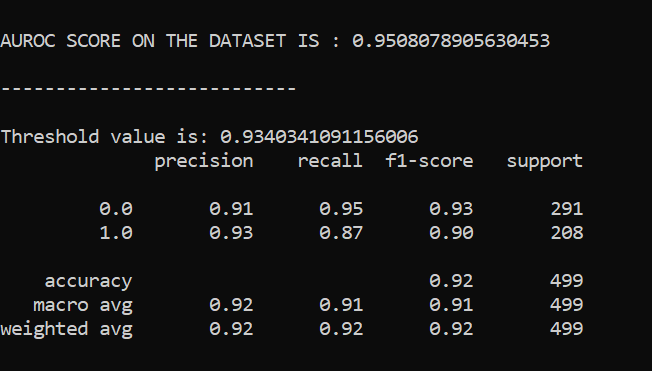 AUROC SCORE ON THE DATASET IS : 0.9508078905630453
---------------------------
Threshold value is: 0.9340341091156006
precision recall f1-score support
0.0 0.91 0.95 0.93 291
1.0 0.93 0.87 0.90 208
accuracy 0.92 499
macro avg 0.92 0.91 0.91 499
weighted avg 0.92 0.92 0.92 499